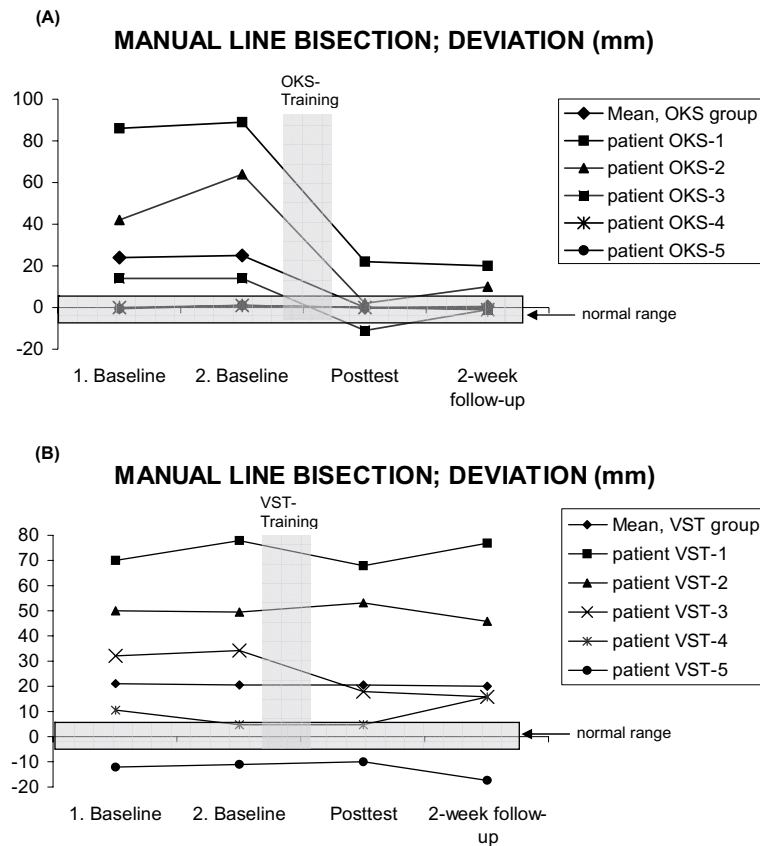 (A)
MANUAL LINE BISECTION; DEVIATION (mm)
OKS-
Training
100
80
60
40
20
0
-20
1. Baseline
2. Baseline
Posttest
2-week
follow-up
Mean, OKS group
patient OKS-1
patient OKS-2
patient OKS-3
patient OKS-4
patient OKS-5
normal range
(B)
MANUAL LINE BISECTION; DEVIATION (mm)
VST-
Training
80
70
60
50
40
30
20
10
0
-10
-20
1. Baseline
2. Baseline
Posttest
2-week follow-
up
Mean, VST group
patient VST-1
patient VST-2
patient VST-3
patient VST-4
patient VST-5
normal range